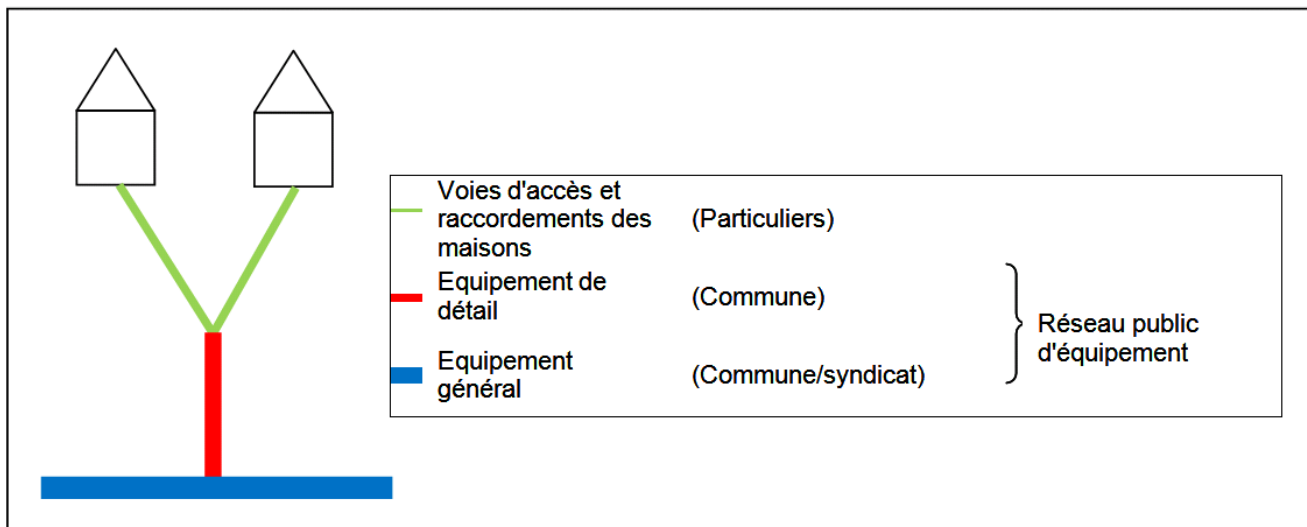 Voies d'accès et
raccordements des
maisons
(Particuliers)
Equipement de
détail
(Commune)
Equipement
général
(Commune/syndicat)
Réseau public
d'équipement